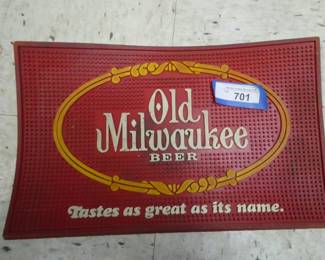 701
Old
Milwaukee
BEER
Tastes as great as its name.